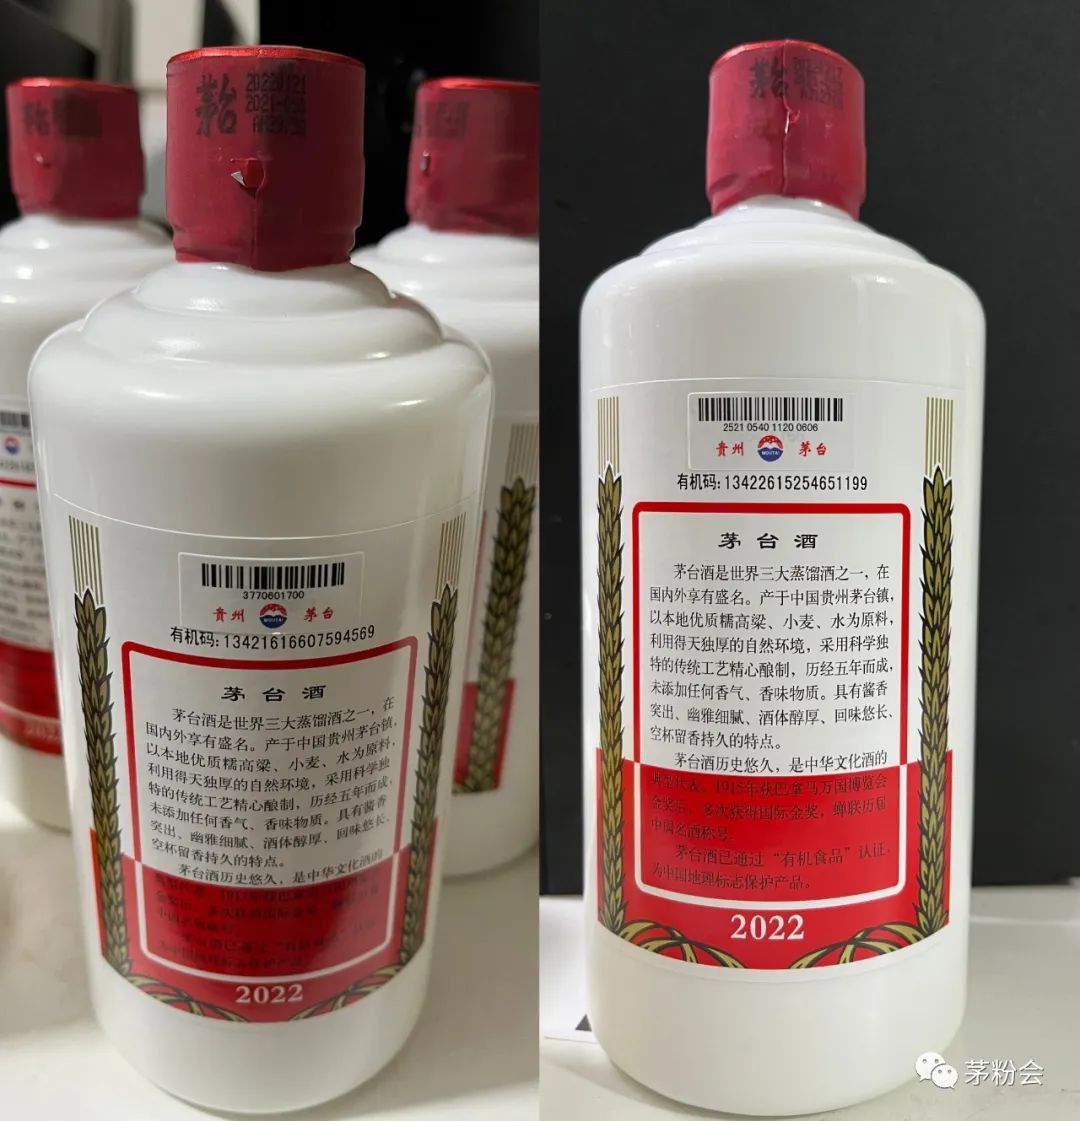 茅台
20220121
3770601700
贵州 MOUTAI 茅台
有机码:13421616607594569
茅台酒
茅台酒是世界三大蒸馏酒之一，在
国内外享有盛名。产于中国贵州茅台镇，
以本地优质糯高粱、小麦、水为原料，
利用得天独厚的自然环境，采用科学独
特的传统工艺精心酿制，历经五年而成，
未添加任何香气、香味物质。具有酱香
突出、幽雅细腻、酒体醇厚、回味悠长、
空杯留香持久的特点。
茅台酒历史悠久，是中华文化酒的
2022
2022
茅台
2521 0540 1120 0606
贵州 MOUTAI 茅台
有机码:13422615254651199
茅台酒
茅台酒是世界三大蒸馏酒之一，在
国内外享有盛名。产于中国贵州茅台镇，
以本地优质糯高粱、小麦、水为原料，
利用得天独厚的自然环境，采用科学独
特的传统工艺精心酿制，历经五年而成，
未添加任何香气、香味物质。具有酱香
突出、幽雅细腻、酒体醇厚、回味悠长、
空杯留香持久的特点。
茅台酒历史悠久，是中华文化酒的
典型代表。1915年获巴拿马万国博览会
金奖后，多次获得国际金奖，蝉联历届
中国名酒称号。
茅台酒已通过“有机食品”认证，
为中国地理标志保护产品。
2022
茅粉会